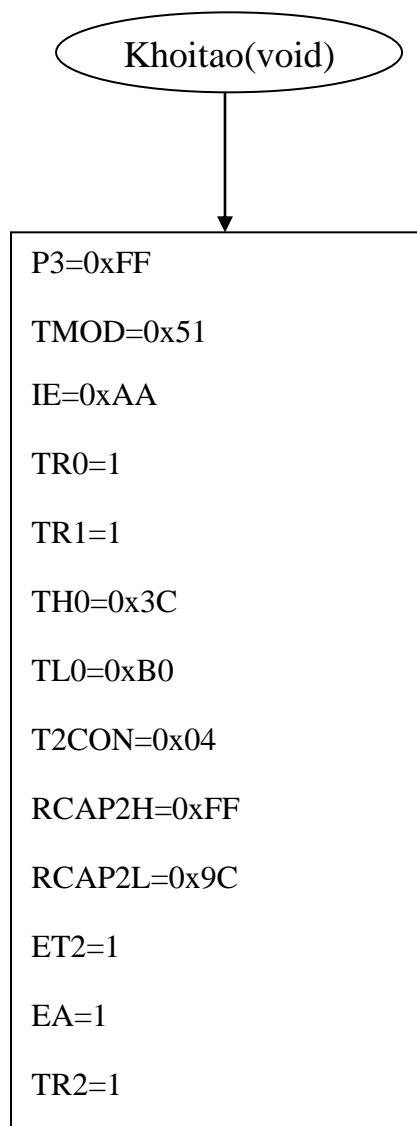 Khoitao(void)
P3=0xFF
TMOD=0x51
IE=0xAA
TR0=1
TR1=1
TH0=0x3C
TL0=0xB0
T2CON=0x04
RCAP2H=0xFF
RCAP2L=0x9C
ET2=1
EA=1
TR2=1